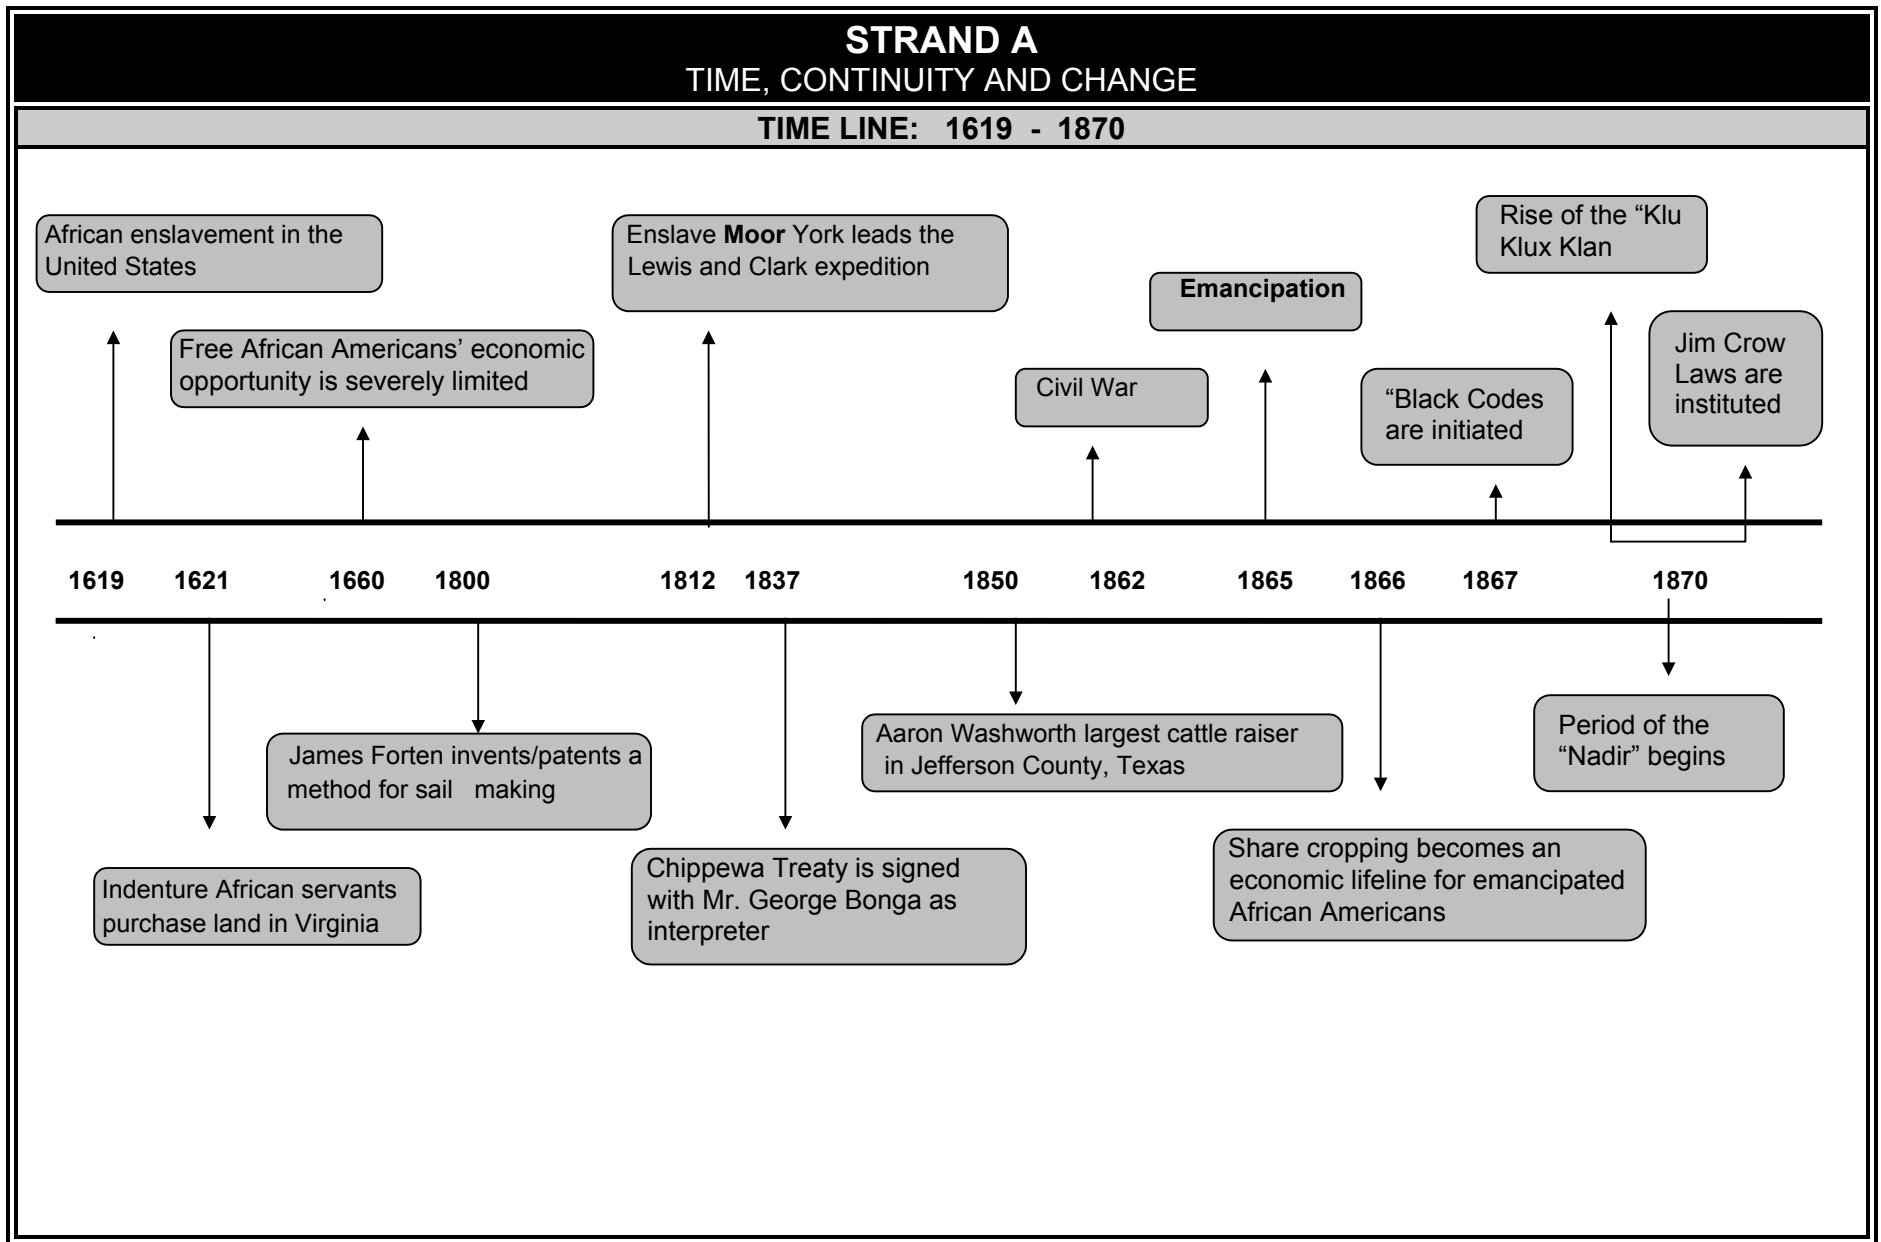 STRAND A
TIME, CONTINUITY AND CHANGE
TIME LINE: 1619 - 1870
African enslavement in the
United States
Free African Americans’ economic
opportunity is severely limited
Enslave Moor York leads the
Lewis and Clark expedition
Civil War
Emancipation
“Black Codes
are initiated
Rise of the “Klu
Klux Klan
Jim Crow
Laws are
instituted
1619 1621 1660 1800 1812 1837 1850 1862 1865 1866 1867 1870
Indenture African servants
purchase land in Virginia
James Forten invents/patents a
method for sail making
Chippewa Treaty is signed
with Mr. George Bonga as
interpreter
Aaron Washworth largest cattle raiser
in Jefferson County, Texas
Share cropping becomes an
economic lifeline for emancipated
African Americans
Period of the
“Nadir” begins